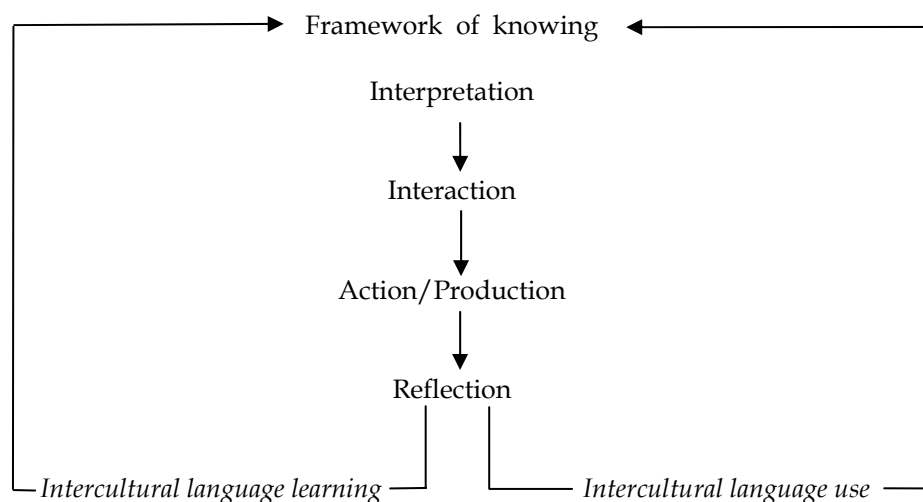 Framework of knowing
Interpretation
Interaction
Action/Production
Reflection
Intercultural language learning
Intercultural language use